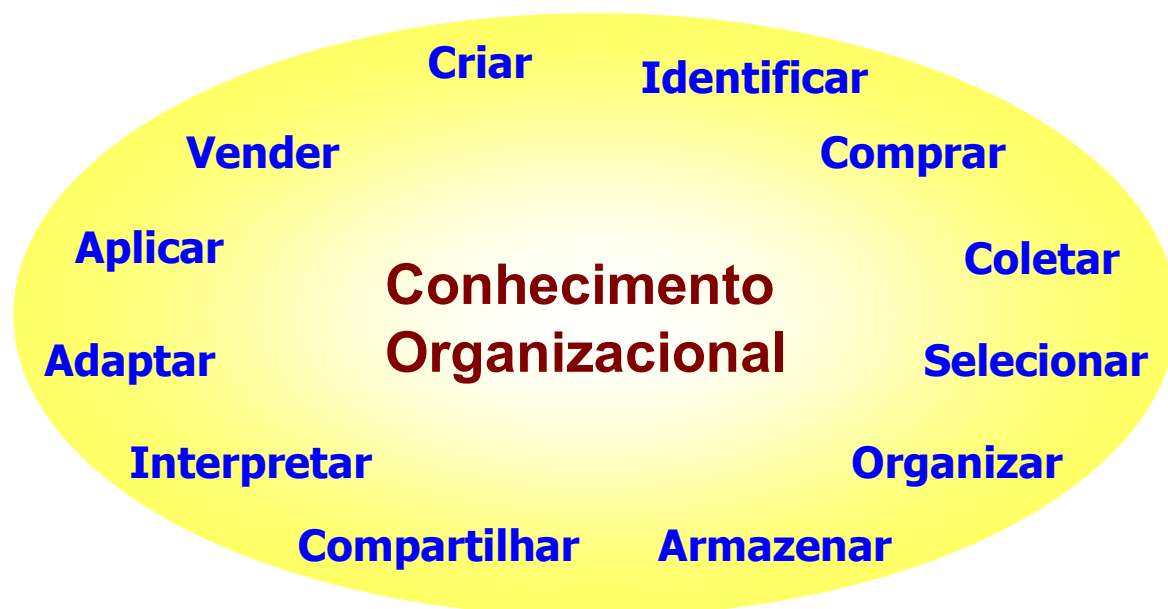 Criar
Identificar
Vender
Comprar
Aplicar
Coletar
Conhecimento
Organizacional
Adaptar
Selecionar
Interpretar
Organizar
Compartilhar
Armazenar